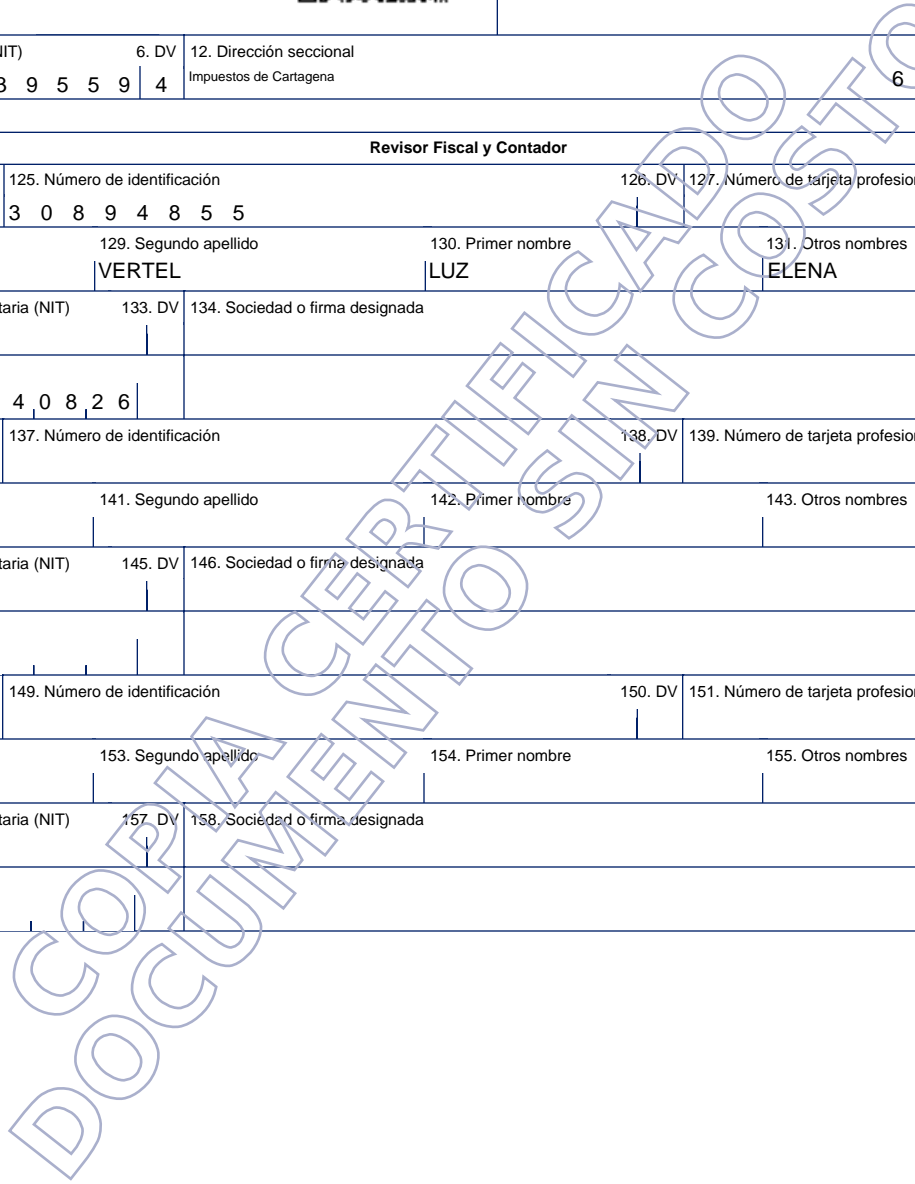 IT) 6. DV 12. Dirección seccional
9 5 5 9 4 Impuestos de Cartagena 6
Revisor Fiscal y Contador
125. Número de identificación 126. DV 127. Número de tarjeta profesion
3 0 8 9 4 8 5 5
129. Segundo apellido 130. Primer nombre 131. Otros nombres
VERTEL LUZ ELENA
taria (NIT) 133. DV 134. Sociedad o firma designada
4 0 8 2 6
137. Número de identificación 138. DV 139. Número de tarjeta profesion
141. Segundo apellido 142. Primer nombre 143. Otros nombres
taria (NIT) 145. DV 146. Sociedad o firma designada
149. Número de identificación 150. DV 151. Número de tarjeta profesion
153. Segundo apellido 154. Primer nombre 155. Otros nombres
taria (NIT) 157. DV 158. Sociedad o firma designada
COPIA CERTIFICADO
DOCUMENTO SIN COSTO